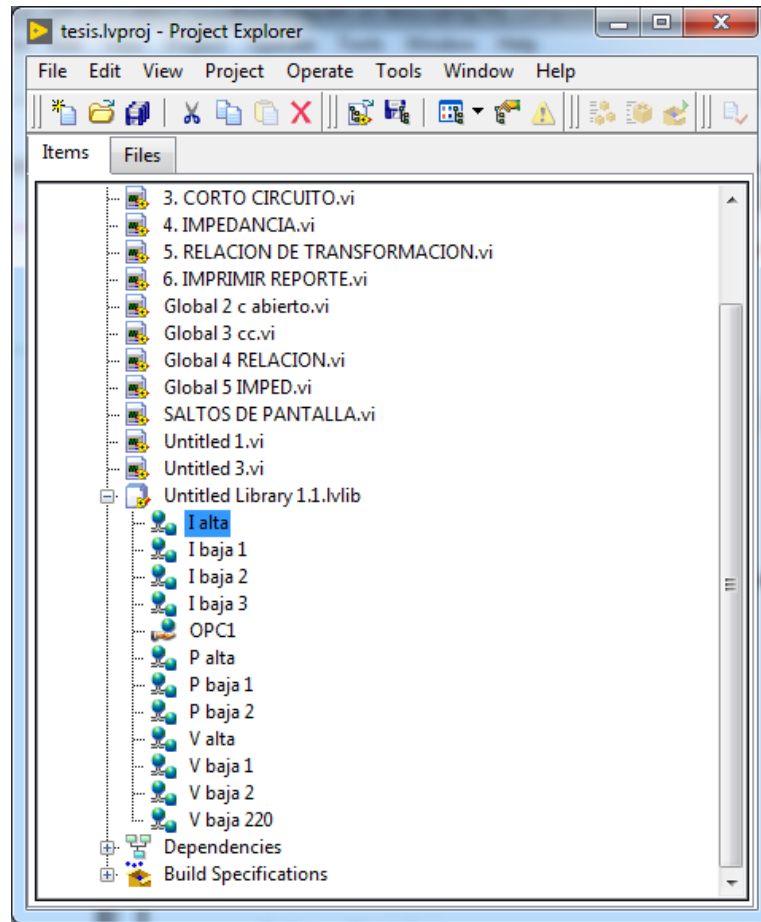 tesis.lvproj - Project Explorer
File Edit View Project Operate Tools Window Help
Items Files
3. CORTO CIRCUITO.vi
4. IMPEDANCIA.vi
5. RELACION DE TRANSFORMACION.vi
6. IMPRIMIR REPORTE.vi
Global 2 c abierto.vi
Global 3 cc.vi
Global 4 RELACION.vi
Global 5 IMPED.vi
SALTOS DE PANTALLA.vi
Untitled 1.vi
Untitled 3.vi
Untitled Library 1.1.lvlib
I alta
I baja 1
I baja 2
I baja 3
OPC1
P alta
P baja 1
P baja 2
V alta
V baja 1
V baja 2
V baja 220
Dependencies
Build Specifications